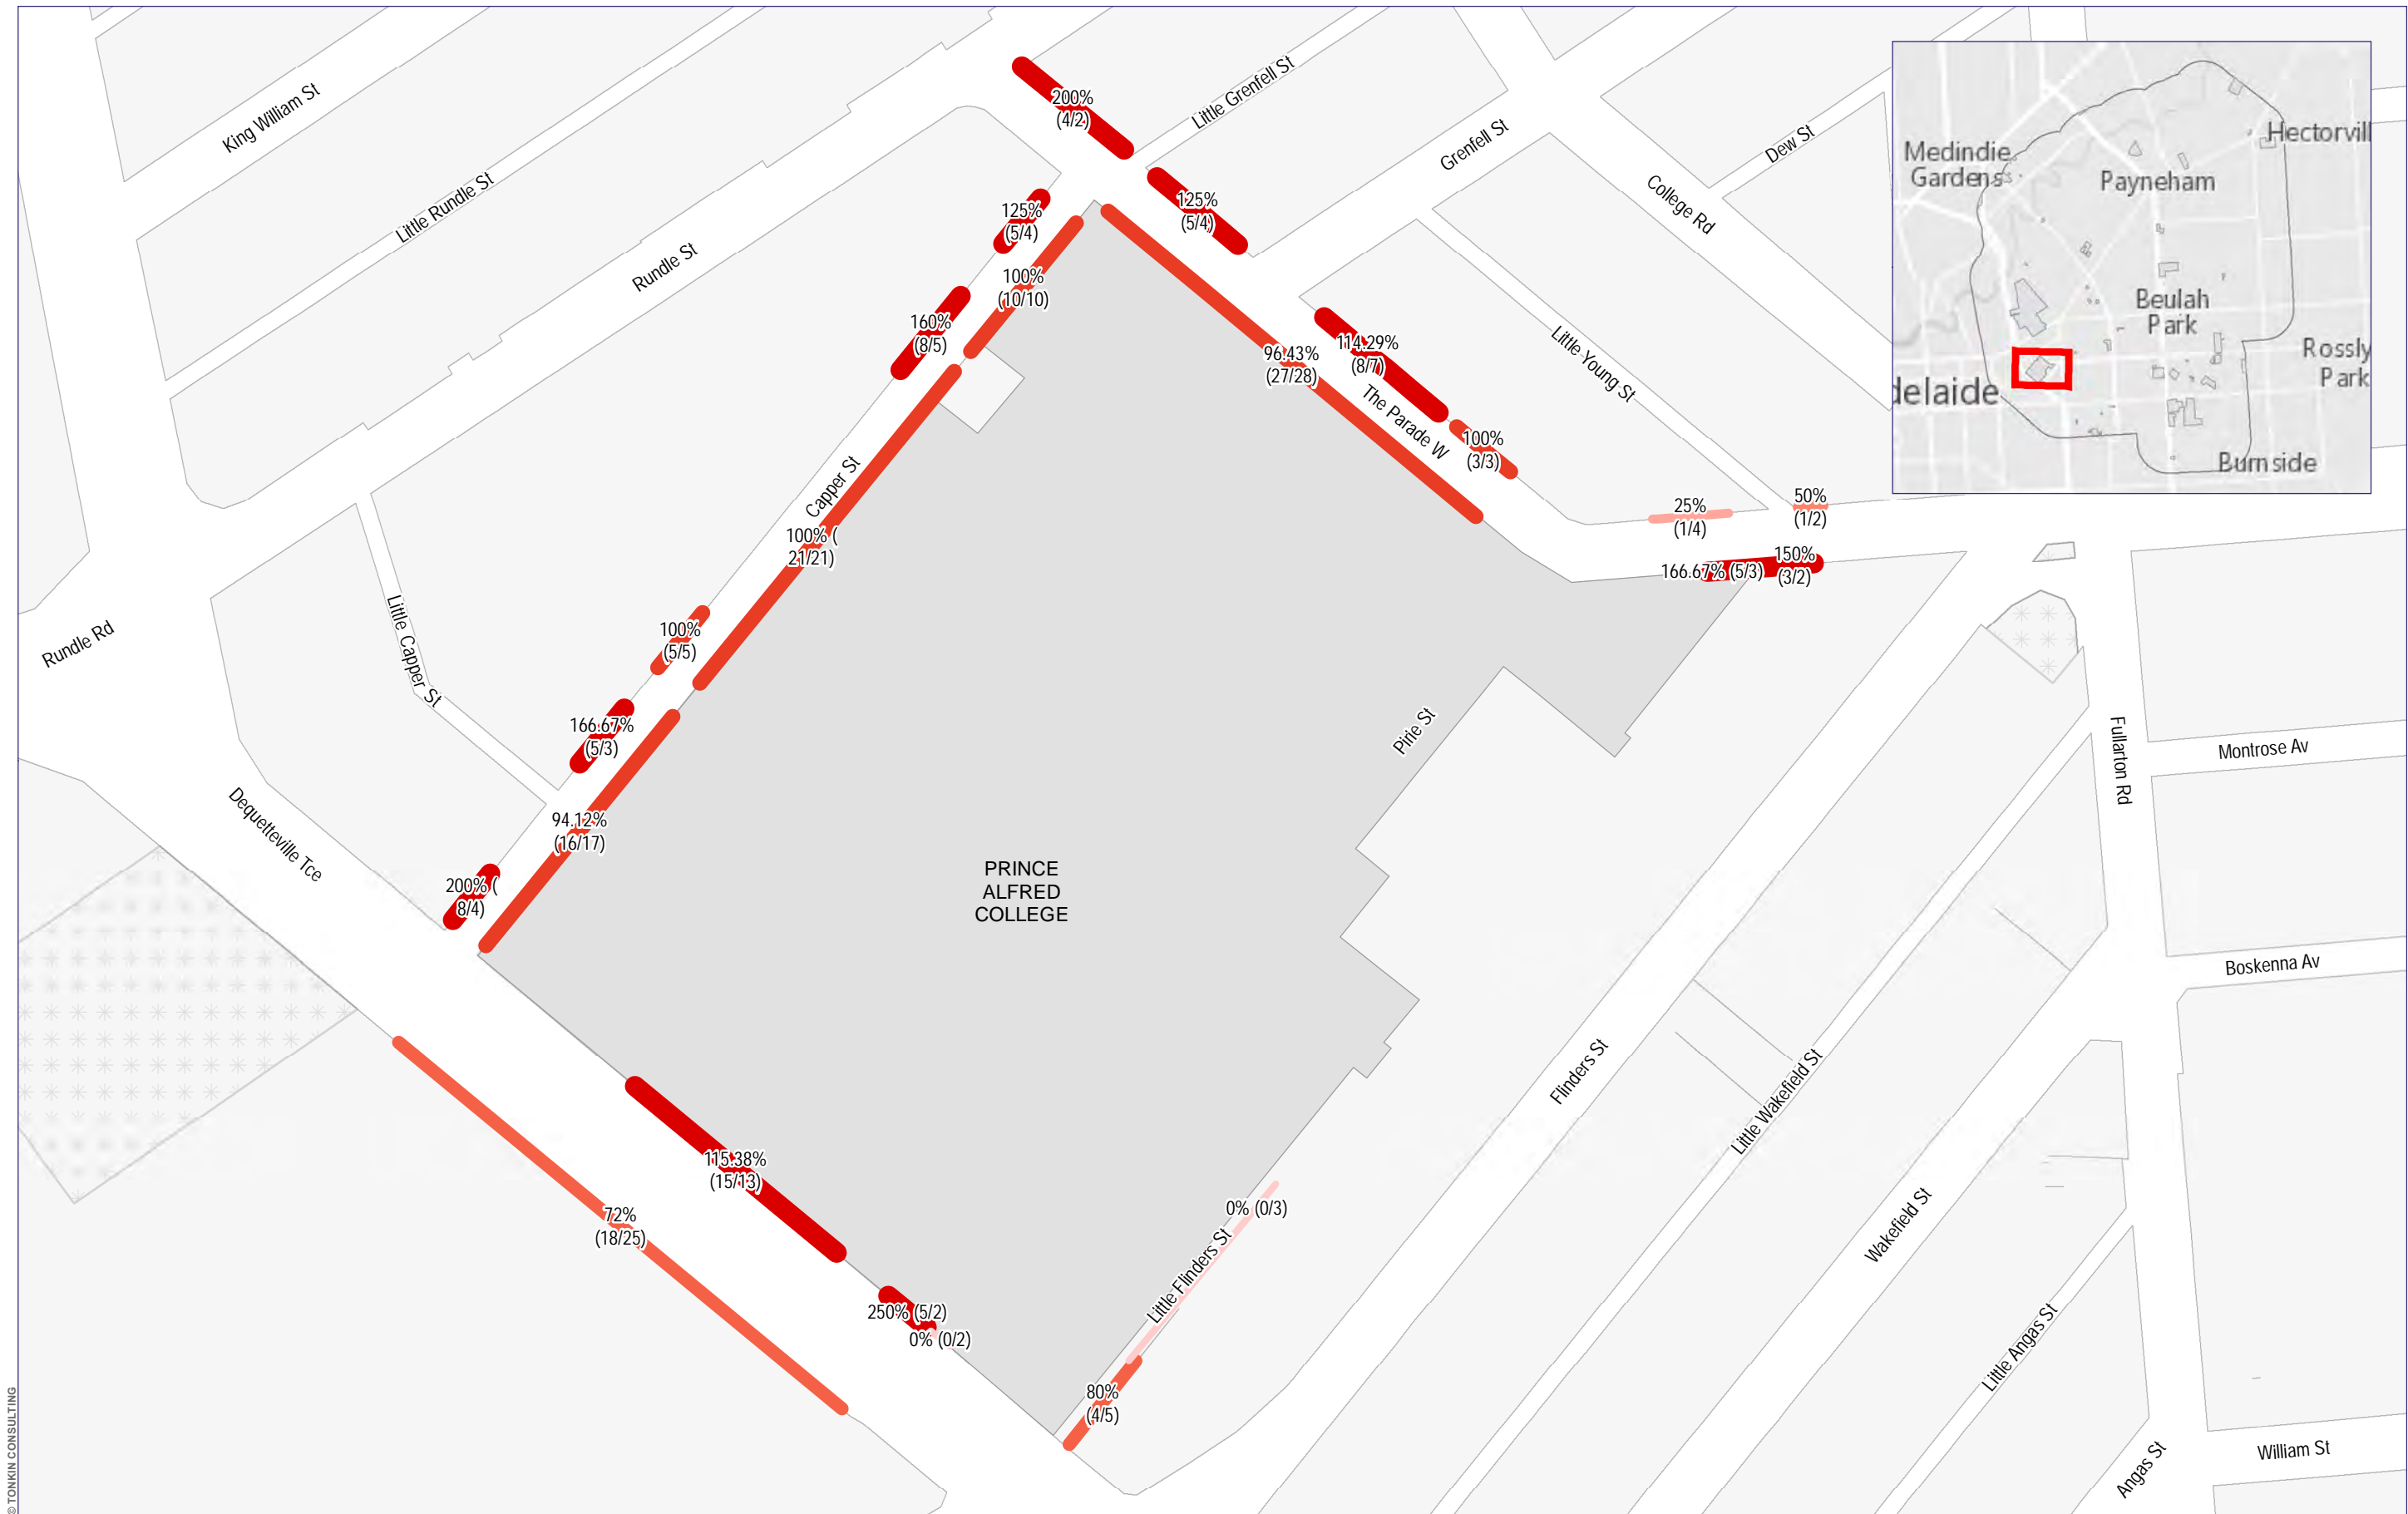 King William St
Little Rundle St
Rundle St
Little Grenfell St
Grenfell St
Dew St
College Rd
Little Young St
The Parade W
Capper St
Little Capper St
Rundle Rd
Dequetteville Tce
Pirie St
Flinders St
Little Flinders St
Little Wakefield St
Wakefield St
Little Angas St
Angas St
Fullarton Rd
Montrose Av
Boskenna Av
William St
200%
(4/2)
125%
(5/4)
125%
(5/4)
100%
(10/10)
160%
(8/5)
96.43%
(27/28)
114.29%
(8/7)
100%
(3/3)
25%
(1/4)
50%
(1/2)
166.67% (5/3)
150%
(3/2)
100% (
21/21)
100%
(5/5)
166.67%
(5/3)
94.12%
(16/17)
200% (
8/4)
115.38%
(15/13)
72%
(18/25)
250% (5/2)
0% (0/2)
0% (0/3)
80%
(4/5)
PRINCE
ALFRED
COLLEGE
Medindie
Gardens
Hectorvill
Payneham
Beulah
Park
Rossly
Park
delaide
Burnside
© TONKIN CONSULTING